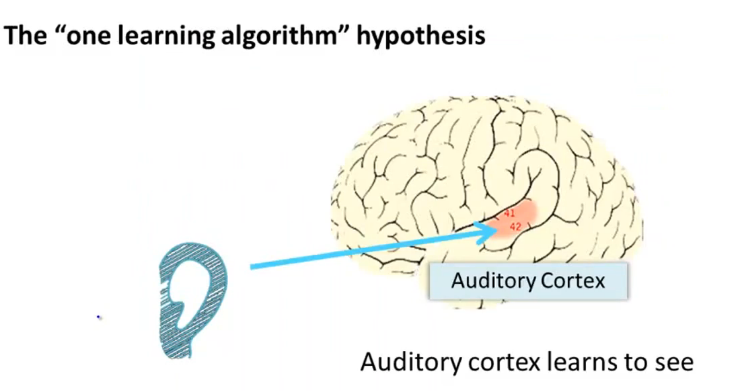 The “one learning algorithm” hypothesis
41
42
Auditory Cortex
Auditory cortex learns to see